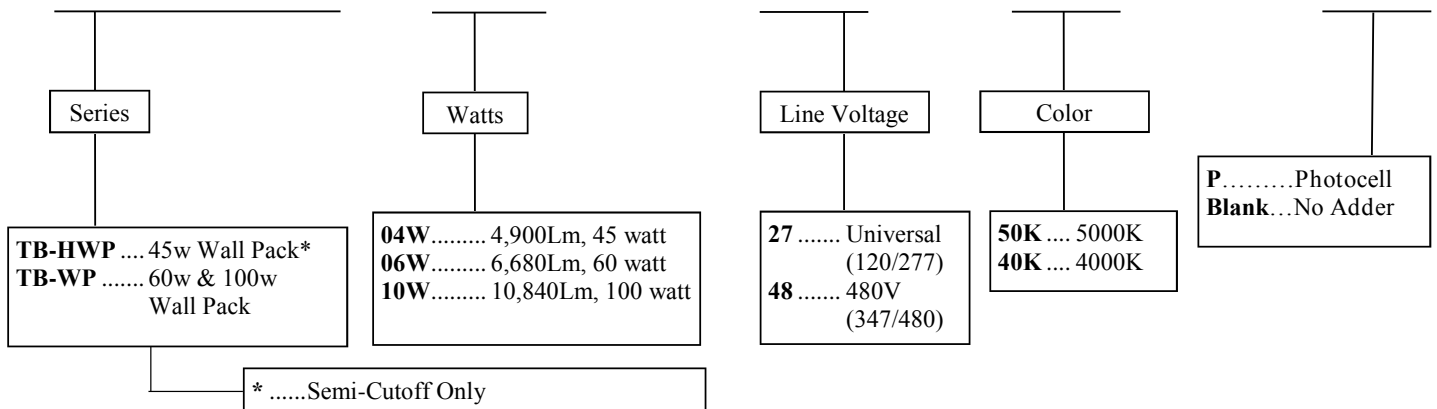 Series
Watts
Line Voltage
Color
TB-HWP .... 45w Wall Pack*
TB-WP ....... 60w & 100w
Wall Pack
04W......... 4,900Lm, 45 watt
06W......... 6,680Lm, 60 watt
10W......... 10,840Lm, 100 watt
27 ....... Universal
(120/277)
48 ....... 480V
(347/480)
50K .... 5000K
40K .... 4000K
P.........Photocell
Blank...No Adder
* ......Semi-Cutoff Only